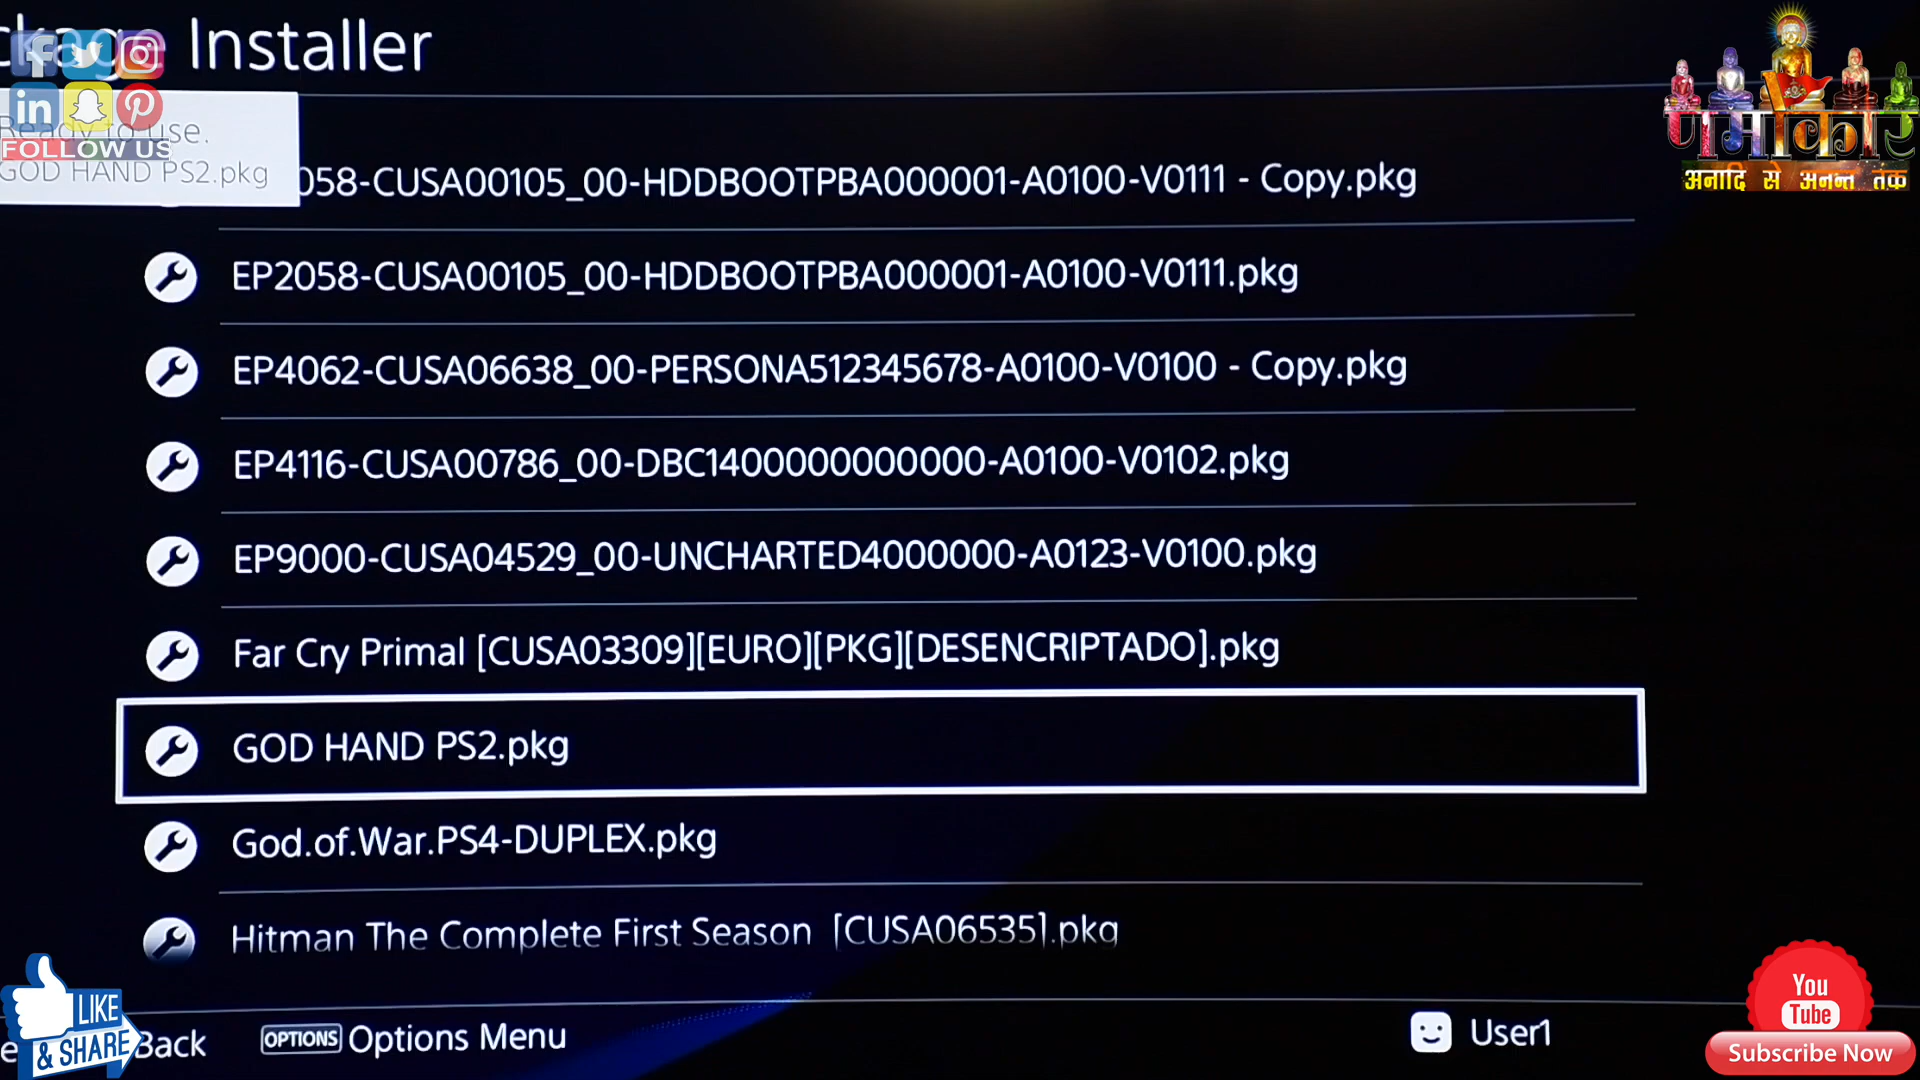 Package Installer
Ready to use.
GOD HAND PS2.pkg
FOLLOW US
णमोकार
अनादि से अनन्त तक
058-CUSA00105_00-HDDBOOTPBA000001-A0100-V0111 - Copy.pkg
EP2058-CUSA00105_00-HDDBOOTPBA000001-A0100-V0111.pkg
EP4062-CUSA06638_00-PERSONA512345678-A0100-V0100 - Copy.pkg
EP4116-CUSA00786_00-DBC1400000000000-A0100-V0102.pkg
EP9000-CUSA04529_00-UNCHARTED4000000-A0123-V0100.pkg
Far Cry Primal [CUSA03309][EURO][PKG][DESENCRIPTADO].pkg
GOD HAND PS2.pkg
God.of.War.PS4-DUPLEX.pkg
Hitman The Complete First Season [CUSA06535].pkg
LIKE
& SHARE
Back
OPTIONS Options Menu
User1
You
Tube
Subscribe Now